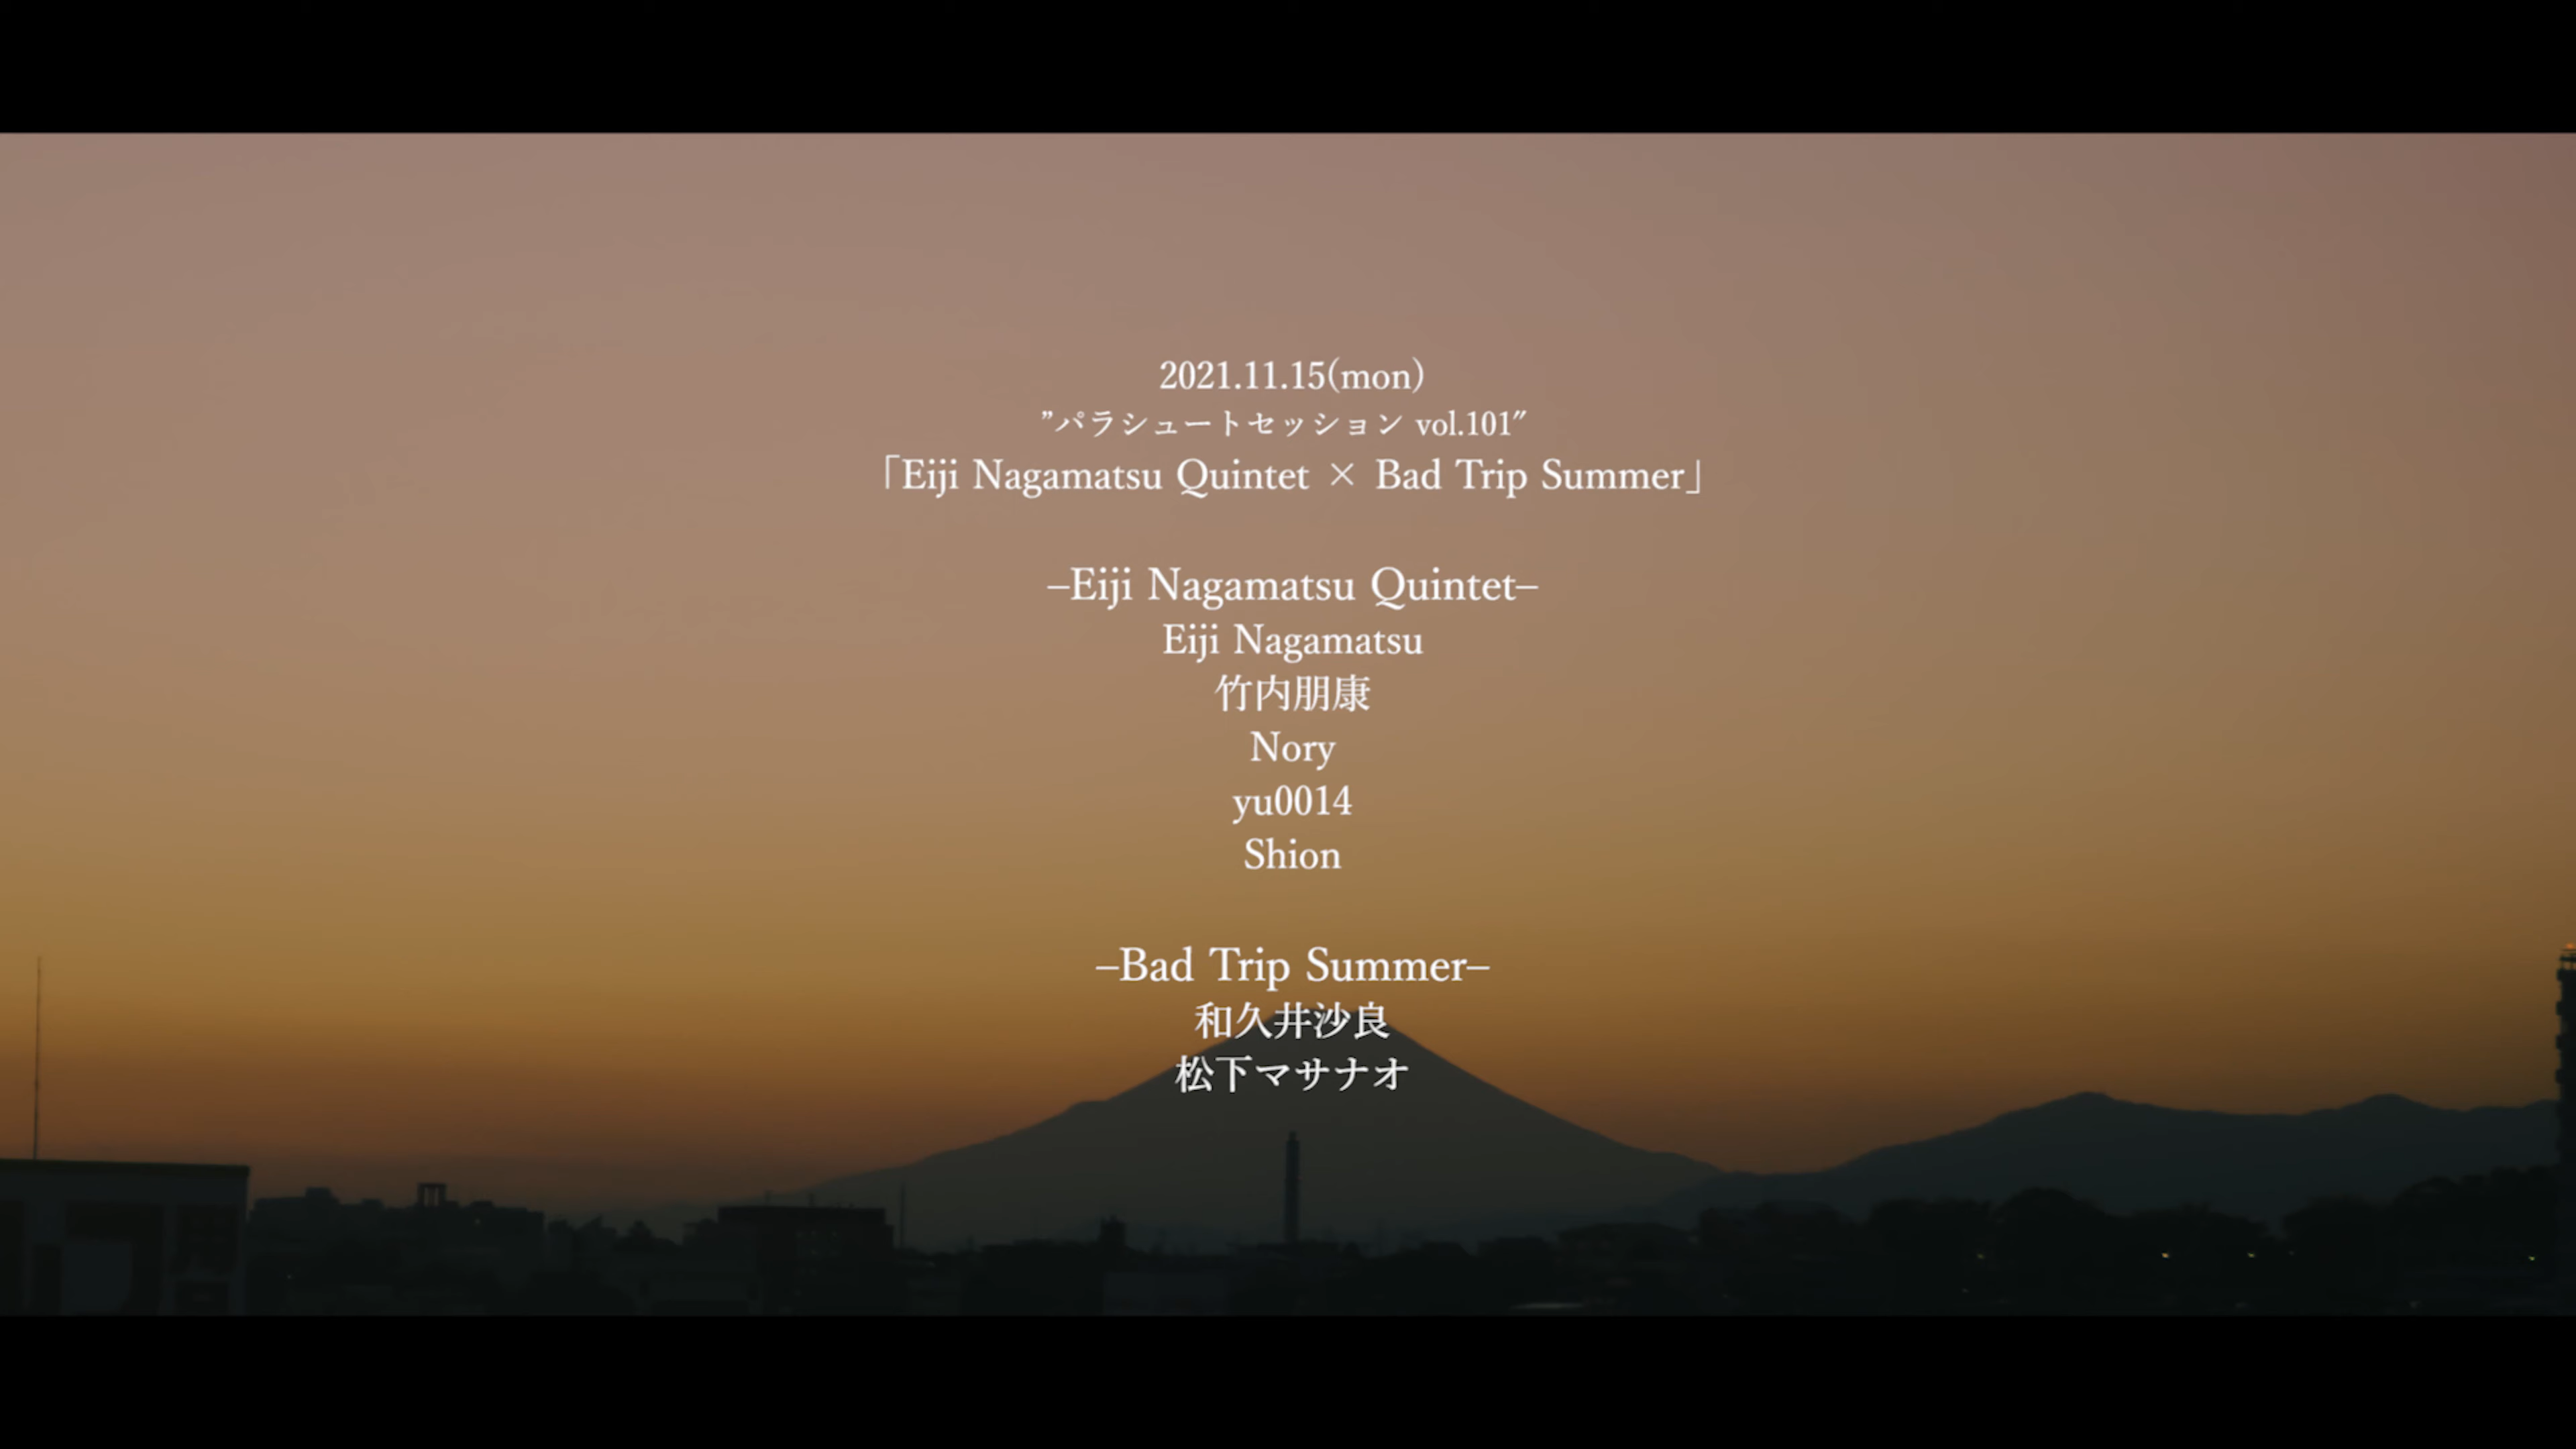 2021.11.15(mon)
”パラシュートセッション vol.101″
「Eiji Nagamatsu Quintet × Bad Trip Summer」
–Eiji Nagamatsu Quintet–
Eiji Nagamatsu
竹内朋康
Nory
yu0014
Shion
–Bad Trip Summer–
和久井沙良
松下マサナオ